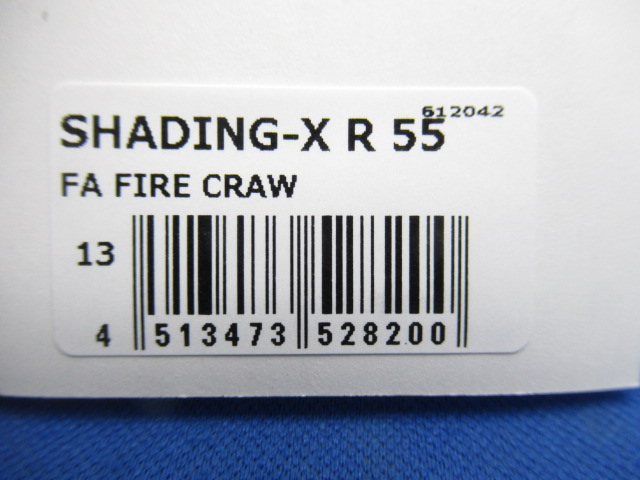 612042
SHADING-X R 55
FA FIRE CRAW
13
4 513473 528200